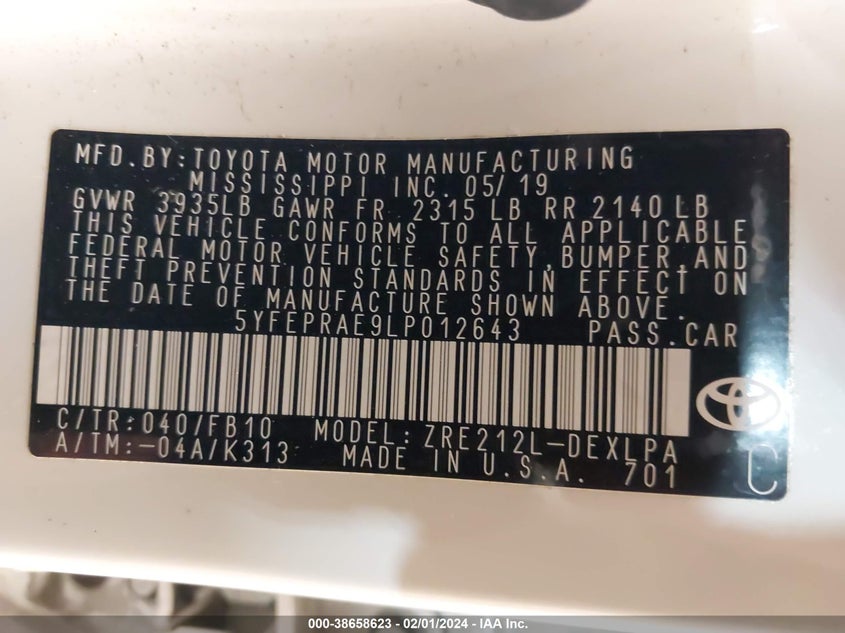 MFD.BY:TOYOTA MOTOR MANUFACTURING
MISSISSIPPI INC. 05/19
GVWR 3935LB GAWR FR 2315 LB RR 2140 LB
THIS VEHICLE CONFORMS TO ALL APPLICABLE
FEDERAL MOTOR VEHICLE SAFETY,BUMPER,AND
THEFT PREVENTION STANDARDS IN EFFECT ON
THE DATE OF MANUFACTURE SHOWN ABOVE.
5YFEPRAE9LP012643 PASS.CAR
C/TR:040/FB10 MODEL:ZRE212L-DEXLPA
A/TM:-04A/K313 MADE IN U.S.A. 701
C
000-38658623 - 02/01/2024 - IAAI.COM